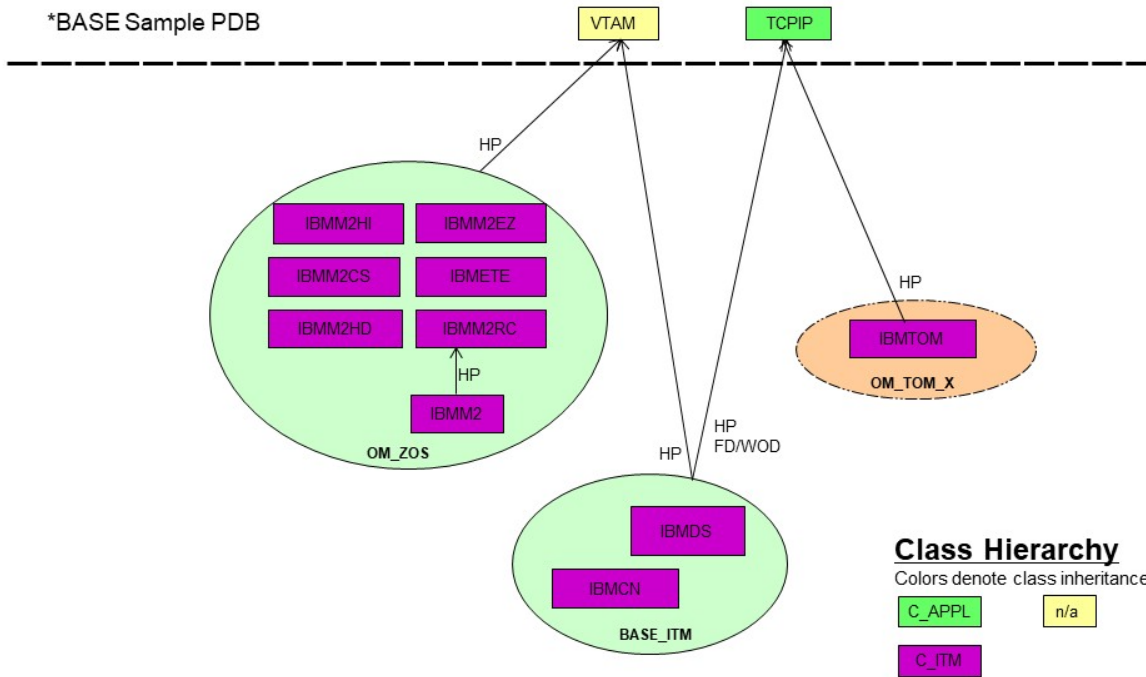 *BASE Sample PDB
VTAM
TCPIP
HP
IBMM2HI
IBMM2EZ
IBMM2CS
IBMETE
IBMM2HD
IBMM2RC
HP
IBMM2
OM_ZOS
HP
IBMTOM
OM_TOM_X
HP
HP
FD/WOD
IBMDS
IBMCN
BASE_ITM
Class Hierarchy
Colors denote class inheritance
C_APPL
n/a
C_ITM